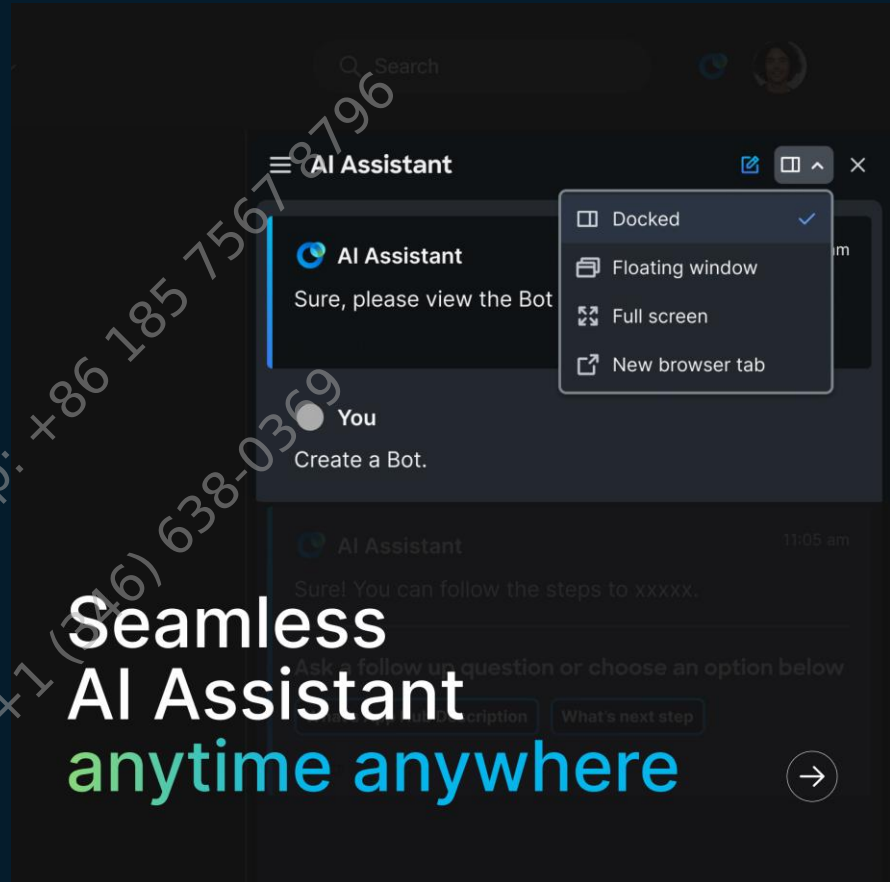 Search
AI Assistant
Docked
AI Assistant
am
Floating window
Sure, please view the Bot
Full screen
New browser tab
You
Create a Bot.
AI Assistant
11:05 am
Sure! You can follow the steps to xxxxx.
Ask a follow up question or choose an option below
What's next step
Seamless
AI Assistant
anytime anywhere
: +86 185 7567 8796
+1 (346) 638-0369